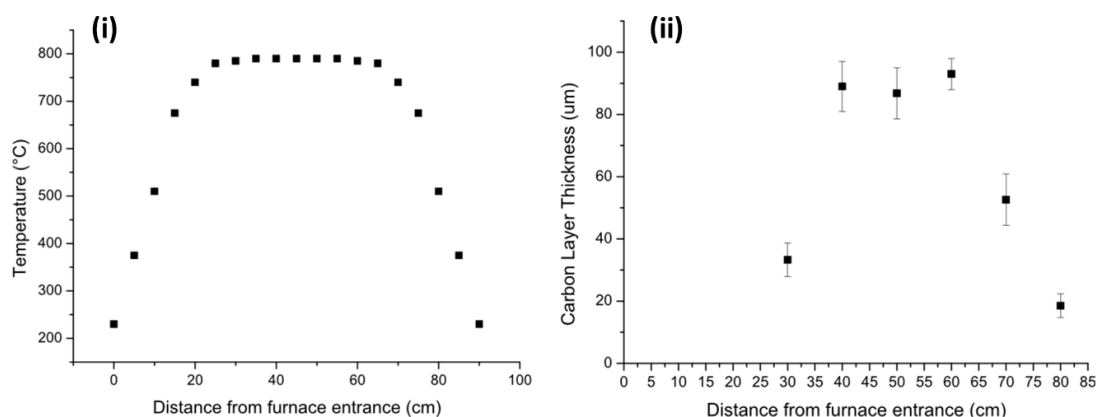 (i)
800
700
600
500
400
300
200
Temperature (°C)
0 20 40 60 80 100
Distance from furnace entrance (cm)
(ii)
100
80
60
40
20
0
Carbon Layer Thickness (um)
0 5 10 15 20 25 30 35 40 45 50 55 60 65 70 75 80 85
Distance from furnace entrance (cm)